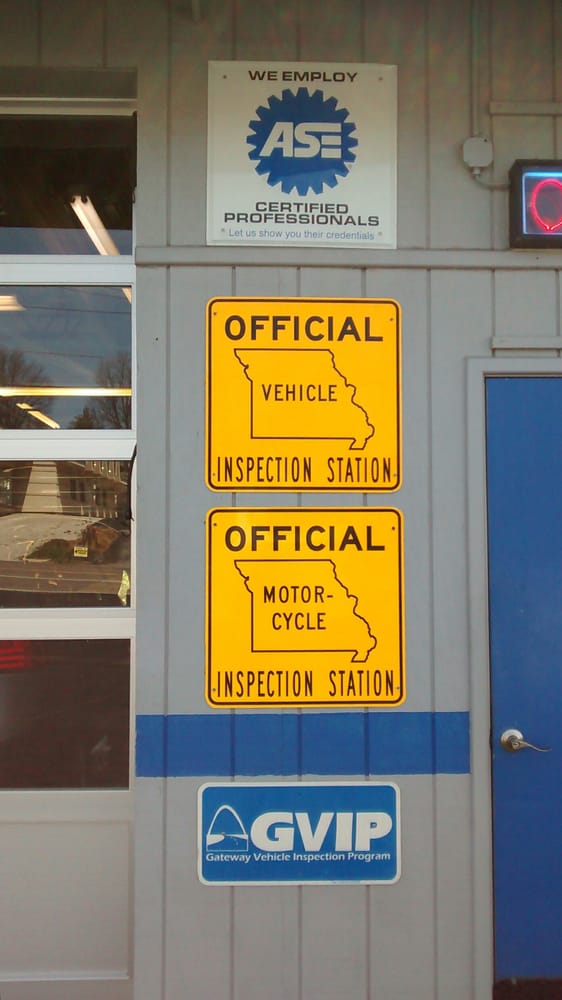 WE EMPLOY
ASE
CERTIFIED
PROFESSIONALS
Let us show you their credentials
OFFICIAL
VEHICLE
INSPECTION STATION
OFFICIAL
MOTOR-
CYCLE
INSPECTION STATION
GVIP
Gateway Vehicle Inspection Program